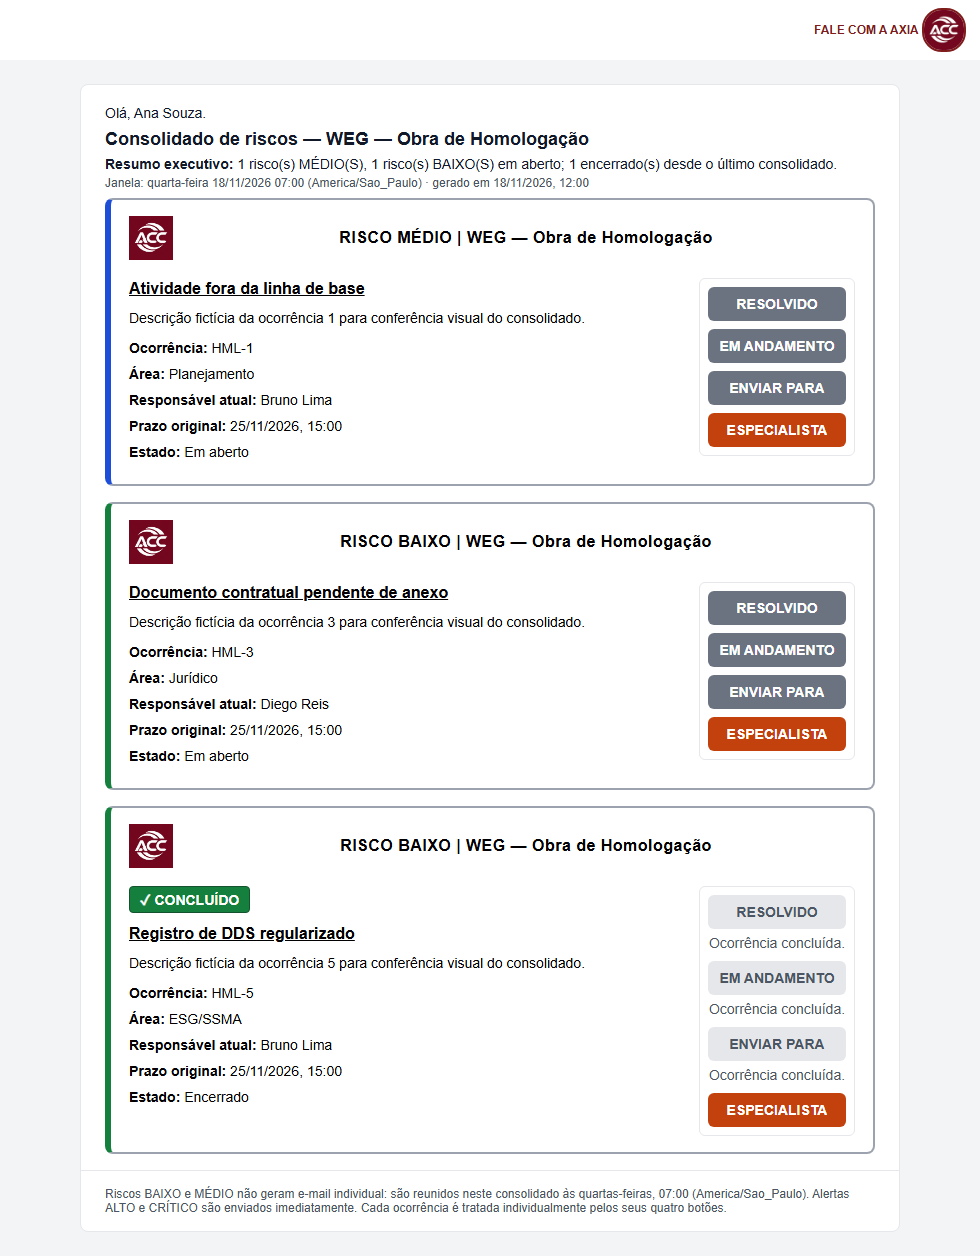 FALE COM A AXIA ACC
Olá, Ana Souza.
Consolidado de riscos — WEG — Obra de Homologação
Resumo executivo: 1 risco(s) MÉDIO(S), 1 risco(s) BAIXO(S) em aberto; 1 encerrado(s) desde o último consolidado.
Janela: quarta-feira 18/11/2026 07:00 (America/Sao_Paulo) · gerado em 18/11/2026, 12:00
ACC
RISCO MÉDIO | WEG — Obra de Homologação
Atividade fora da linha de base
Descrição fictícia da ocorrência 1 para conferência visual do consolidado.
Ocorrência: HML-1
Área: Planejamento
Responsável atual: Bruno Lima
Prazo original: 25/11/2026, 15:00
Estado: Em aberto
RESOLVIDO
EM ANDAMENTO
ENVIAR PARA
ESPECIALISTA
ACC
RISCO BAIXO | WEG — Obra de Homologação
Documento contratual pendente de anexo
Descrição fictícia da ocorrência 3 para conferência visual do consolidado.
Ocorrência: HML-3
Área: Jurídico
Responsável atual: Diego Reis
Prazo original: 25/11/2026, 15:00
Estado: Em aberto
RESOLVIDO
EM ANDAMENTO
ENVIAR PARA
ESPECIALISTA
ACC
RISCO BAIXO | WEG — Obra de Homologação
✓ CONCLUÍDO
Registro de DDS regularizado
Descrição fictícia da ocorrência 5 para conferência visual do consolidado.
Ocorrência: HML-5
Área: ESG/SSMA
Responsável atual: Bruno Lima
Prazo original: 25/11/2026, 15:00
Estado: Encerrado
RESOLVIDO
Ocorrência concluída.
EM ANDAMENTO
Ocorrência concluída.
ENVIAR PARA
Ocorrência concluída.
ESPECIALISTA
Riscos BAIXO e MÉDIO não geram e-mail individual: são reunidos neste consolidado às quartas-feiras, 07:00 (America/Sao_Paulo). Alertas
ALTO e CRÍTICO são enviados imediatamente. Cada ocorrência é tratada individualmente pelos seus quatro botões.